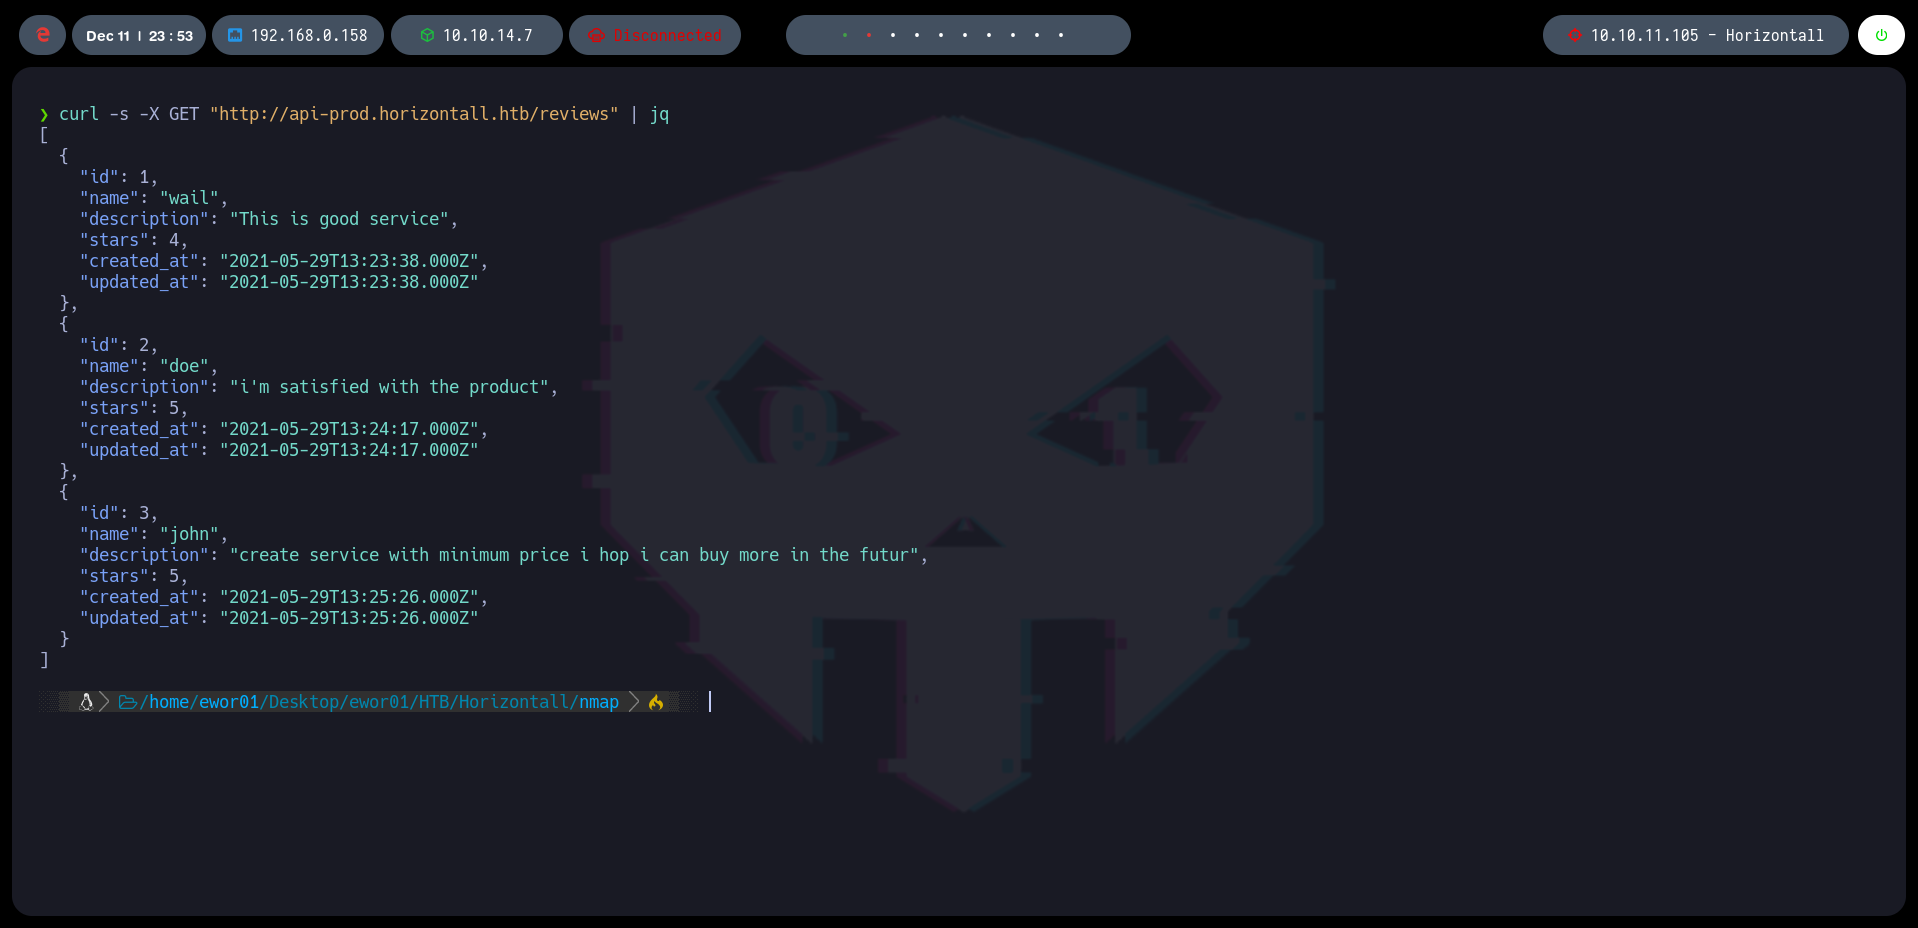 Dec 11 | 23 : 53 192.168.0.158 10.10.14.7 Disconnected 10.10.11.105 - Horizontall
❯ curl -s -X GET "http://api-prod.horizontall.htb/reviews" | jq
[
  {
    "id": 1,
    "name": "wail",
    "description": "This is good service",
    "stars": 4,
    "created_at": "2021-05-29T13:23:38.000Z",
    "updated_at": "2021-05-29T13:23:38.000Z"
  },
  {
    "id": 2,
    "name": "doe",
    "description": "i'm satisfied with the product",
    "stars": 5,
    "created_at": "2021-05-29T13:24:17.000Z",
    "updated_at": "2021-05-29T13:24:17.000Z"
  },
  {
    "id": 3,
    "name": "john",
    "description": "create service with minimum price i hop i can buy more in the futur",
    "stars": 5,
    "created_at": "2021-05-29T13:25:26.000Z",
    "updated_at": "2021-05-29T13:25:26.000Z"
  }
]
/home/ewor01/Desktop/ewor01/HTB/Horizontall/nmap